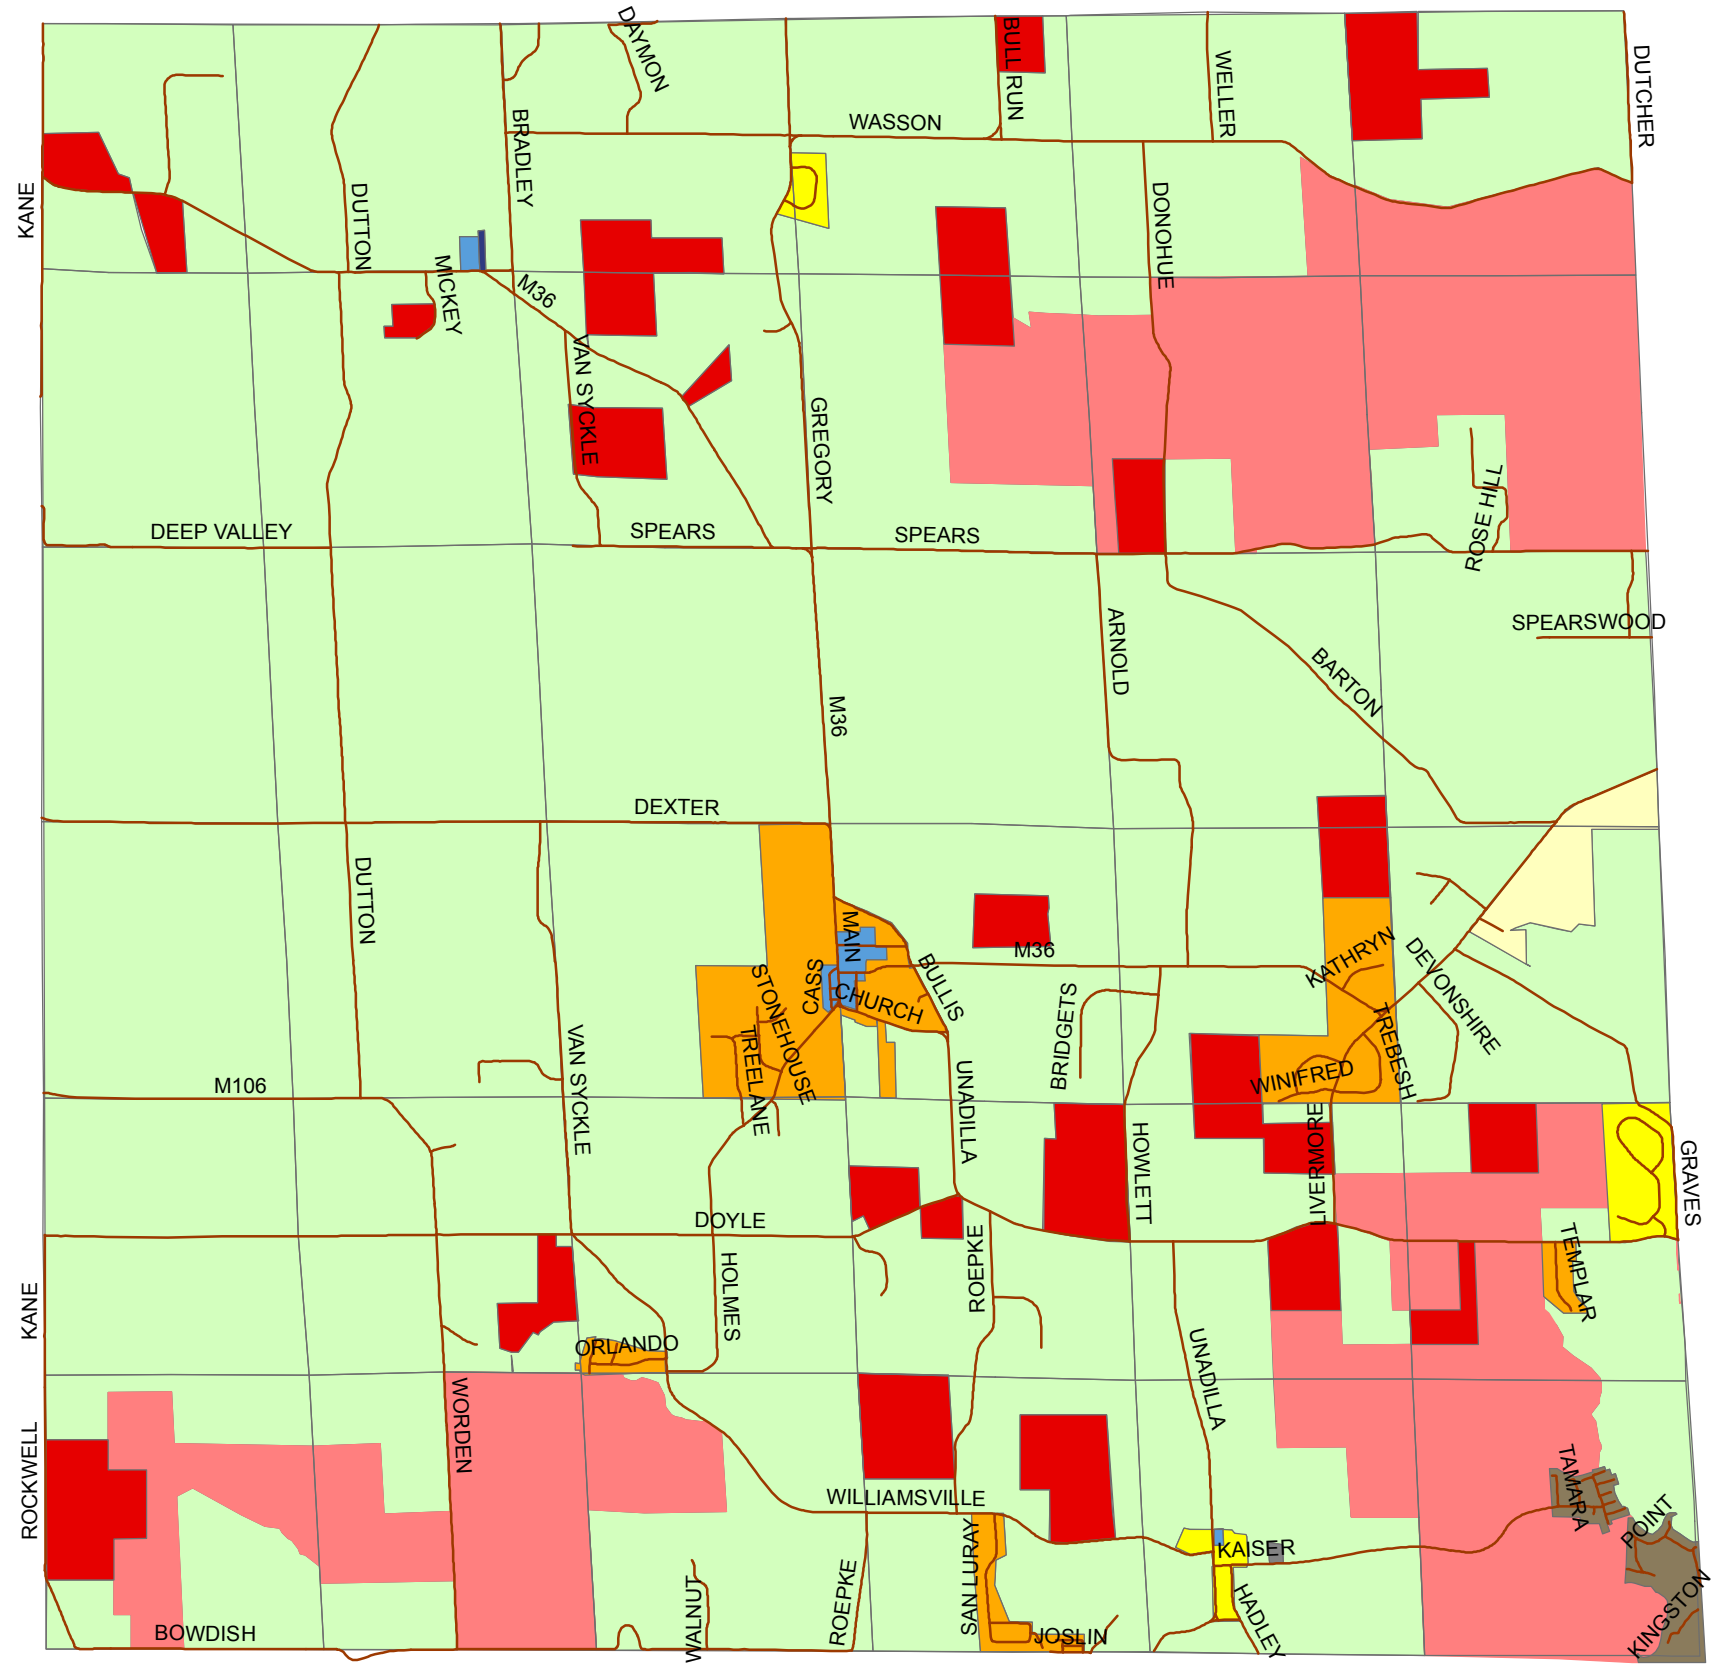 DAYMON
BULL RUN
WELLER
DUTCHER
WASSON
BRADLEY
KANE
DUTTON
DONOHUE
MICKEY
M36
VAN SYCKLE
GREGORY
ROSE HILL
DEEP VALLEY
SPEARS
SPEARS
SPEARSWOOD
ARNOLD
BARTON
M36
DEXTER
DUTTON
MAIN
M36
KATHRYN
DEVONSHIRE
BULLIS
CASS
STONEHOUSE
CHURCH
BRIDGETS
TREBESH
TREELANE
WINIFRED
M106
VAN SYCKLE
UNADILLA
HOWLETT
LIVERMORE
GRAVES
DOYLE
ROEPKE
TEMPLAR
HOLMES
KANE
ORLANDO
UNADILLA
WORDEN
ROCKWELL
WILLIAMSVILLE
TAMARA
POINT
SAN LURAY
KAISER
WALNUT
ROEPKE
HADLEY
KINGSTON
BOWDISH
JOSLIN